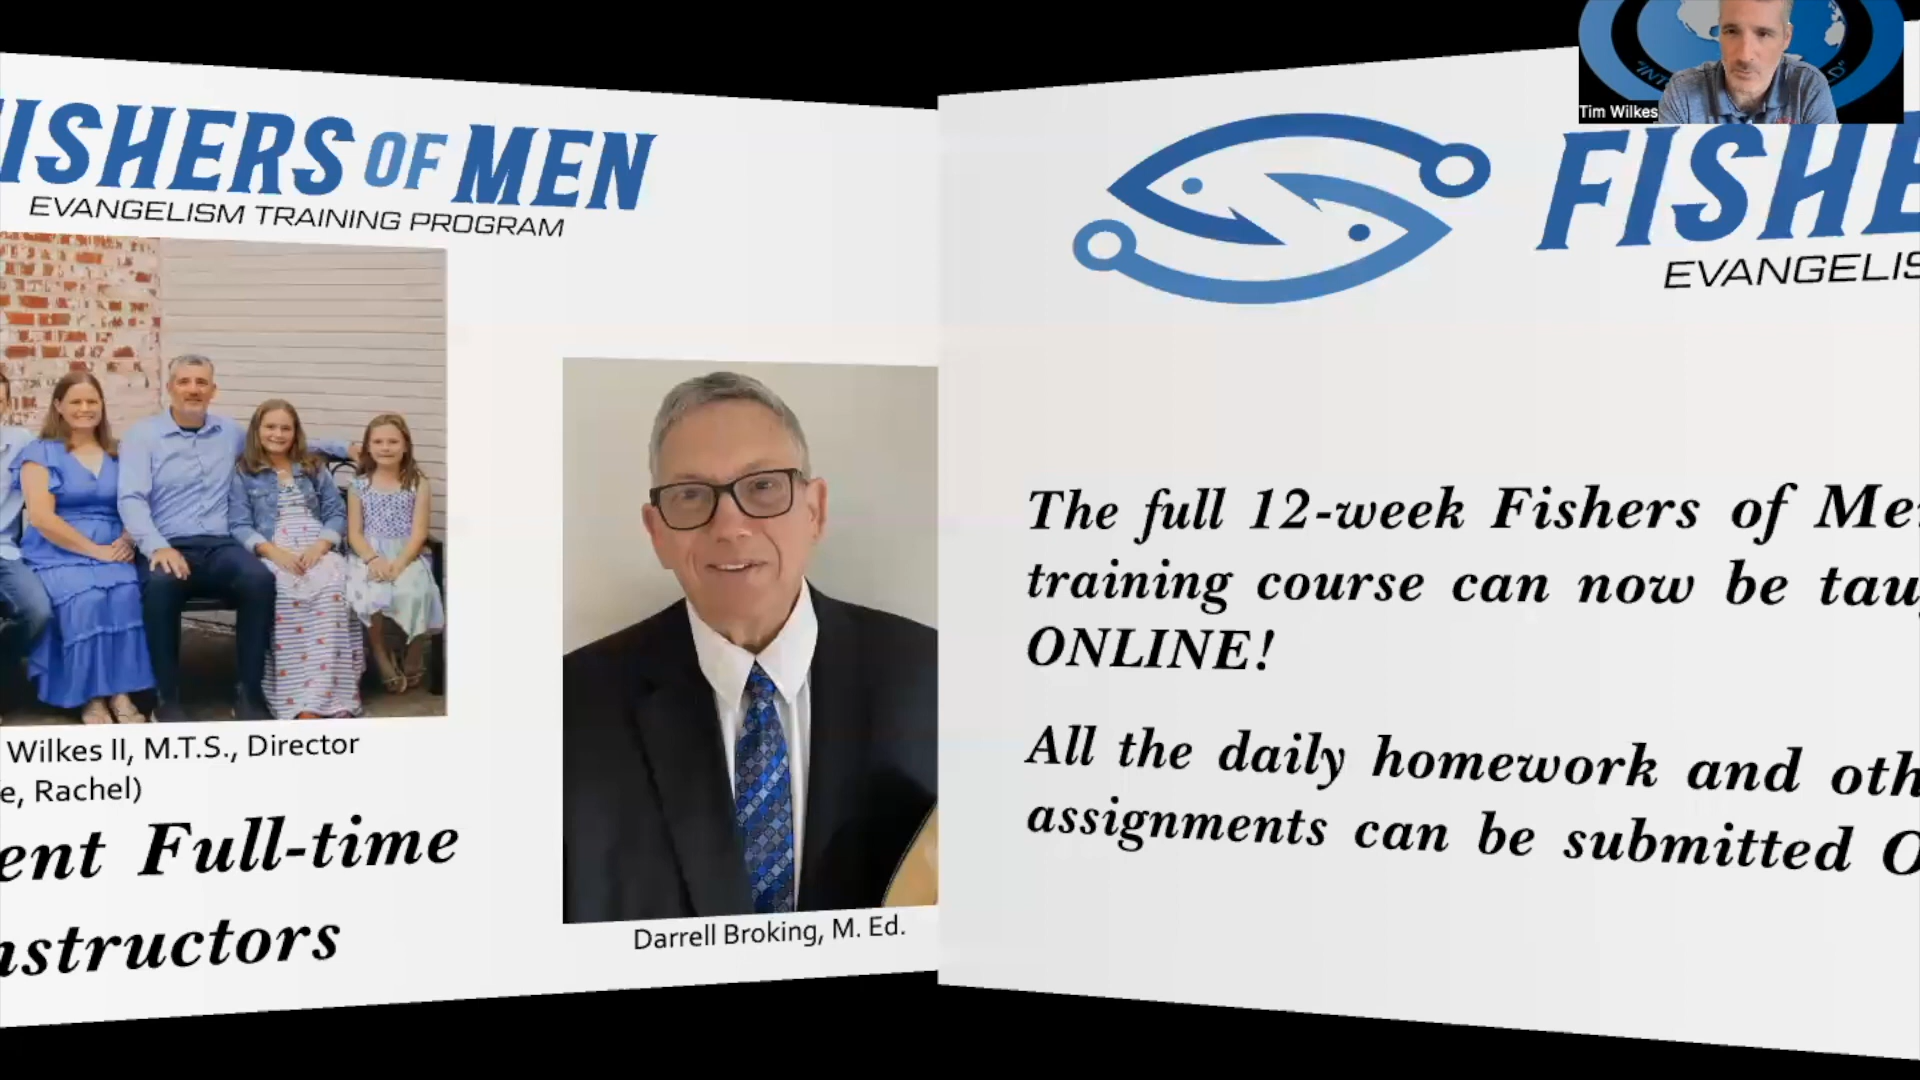 ISHERS OF MEN
EVANGELISM TRAINING PROGRAM
Wilkes II, M.T.S., Director
e, Rachel)
ent Full-time
nstructors
Darrell Broking, M. Ed.
Tim Wilkes
FISHE
EVANGELIS
The full 12-week Fishers of Me
training course can now be tau
ONLINE!
All the daily homework and oth
assignments can be submitted O